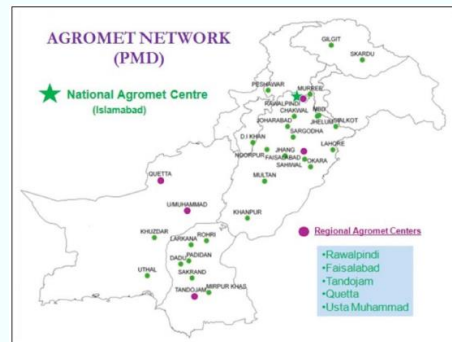 AGROMET NETWORK
(PMD)
National Agromet Centre
(Islamabad)
GILGIT
SKARDU
PESHAWAR
MURREE
RAWALPINDI
CHAKWAL
JOHARABAD
JHELUM
SARGODHA
D.I KHAN
LAHORE
NOORPUR
JHANG
FAISALABAD
OKARA
SAHIWAL
MULTAN
QUETTA
U/MUHAMMAD
KHANPUR
KHUZDAR
ROHRI
LARKANA
PADIDAN
DADU
UTHAL
SAKRAND
MIRPUR KHAS
TANDOJAM
Regional Agromet Centers
•Rawalpindi
•Faisalabad
•Tandojam
•Quetta
•Usta Muhammad